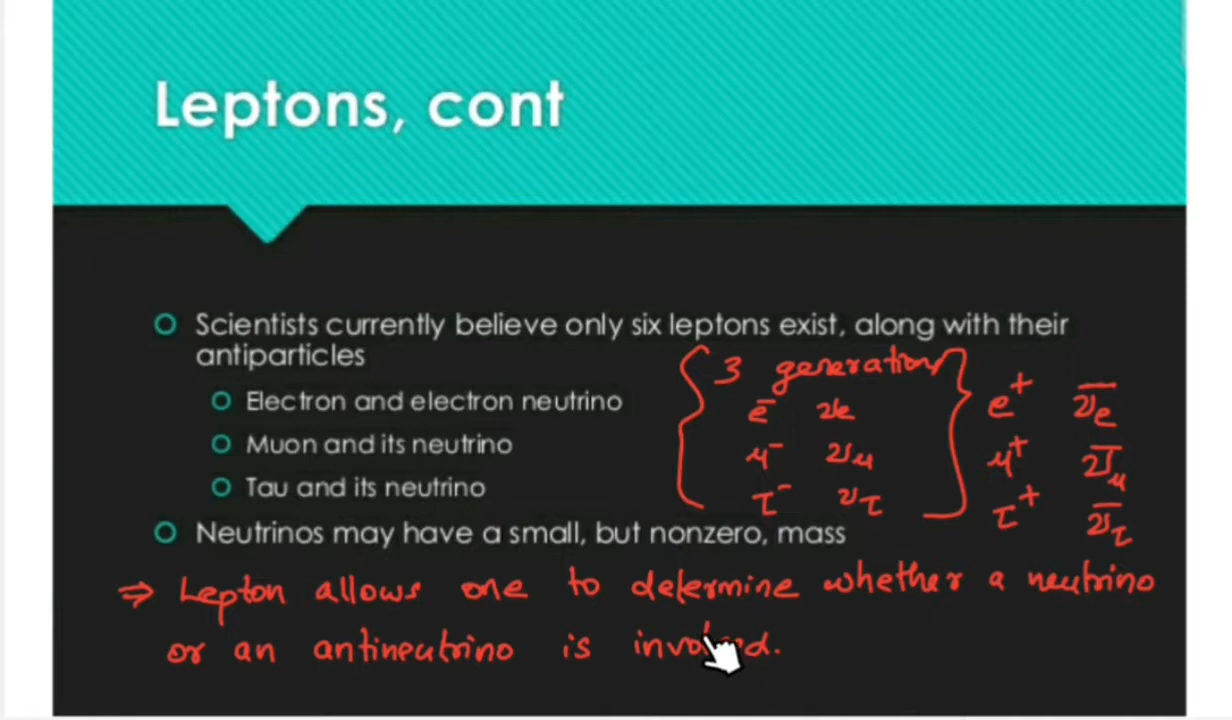 Leptons, cont
Scientists currently believe only six leptons exist, along with their
antiparticles
Electron and electron neutrino
Muon and its neutrino
Tau and its neutrino
Neutrinos may have a small, but nonzero, mass
3 generation
e⁻ νe
μ⁻ νμ
τ⁻ ντ
e⁺ ν̅e
μ⁺ ν̅μ
τ⁺ ν̅τ
⇒ Lepton allows one to determine whether a neutrino
or an antineutrino is